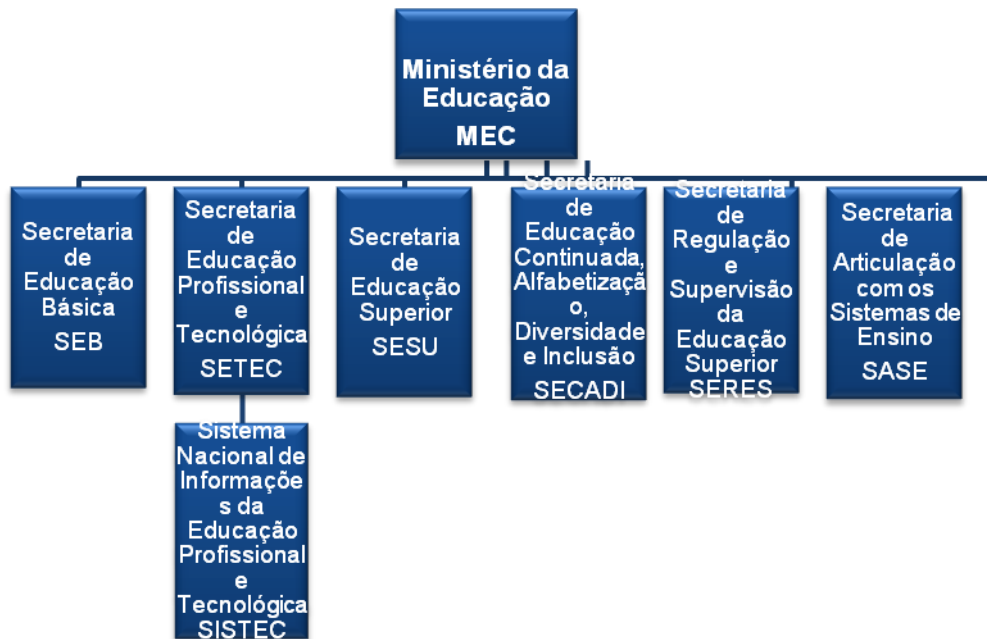 Ministério da
Educação
MEC
Secretaria
de
Educação
Básica
SEB
Secretaria
de
Educação
Profissional
e
Tecnológica
SETEC
Secretaria
de
Educação
Superior
SESU
Secretaria
de
Educação
Continuada,
Alfabetizaçã
o,
Diversidade
e Inclusão
SECADI
Secretaria
de
Regulação
e
Supervisão
da
Educação
Superior
SERES
Secretaria
de
Articulação
com os
Sistemas de
Ensino
SASE
Sistema
Nacional de
Informaçõe
s da
Educação
Profissional
e
Tecnológica
SISTEC